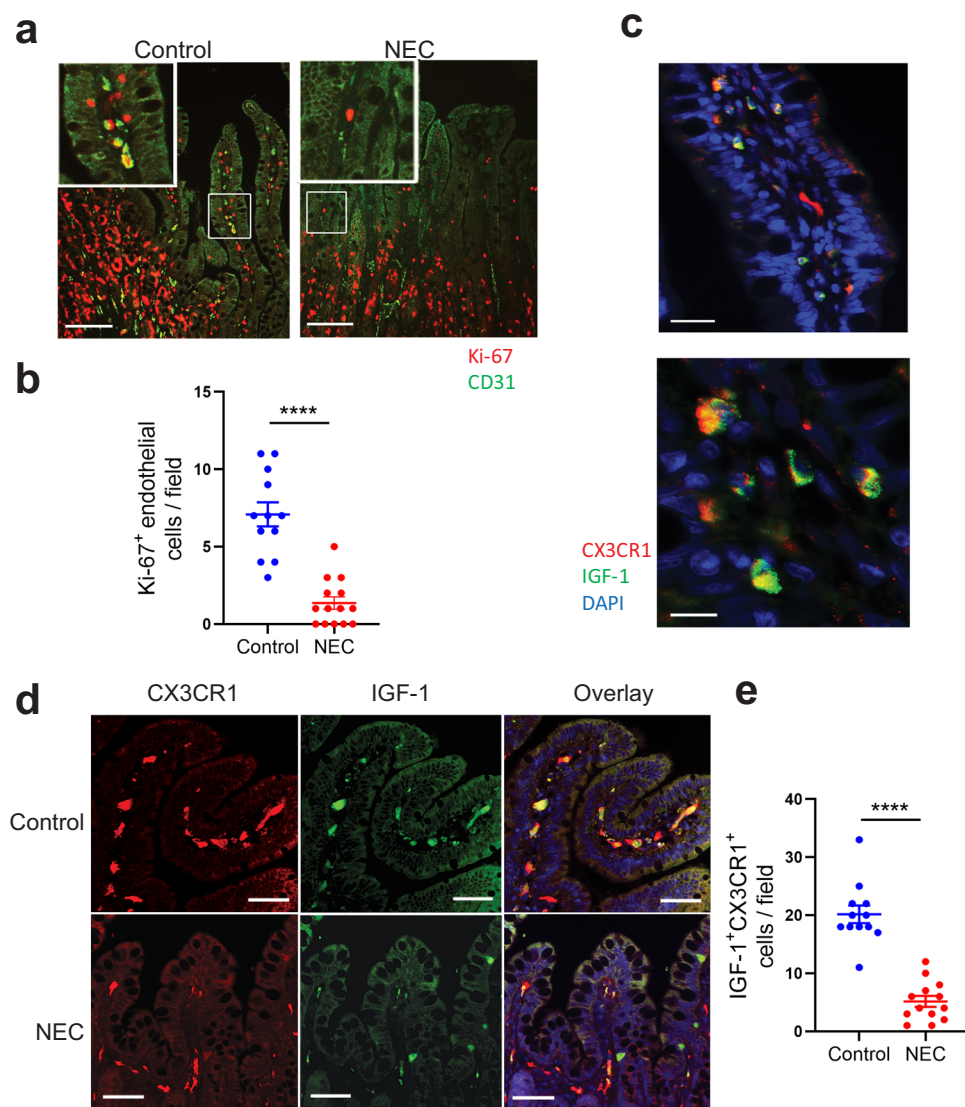 a
Control
NEC
Ki-67
CD31
b
Ki-67⁺ endothelial
cells / field
15
10
5
0
****
Control
NEC
c
CX3CR1
IGF-1
DAPI
d
CX3CR1
IGF-1
Overlay
Control
NEC
e
IGF-1⁺CX3CR1⁺
cells / field
40
30
20
10
0
****
Control
NEC